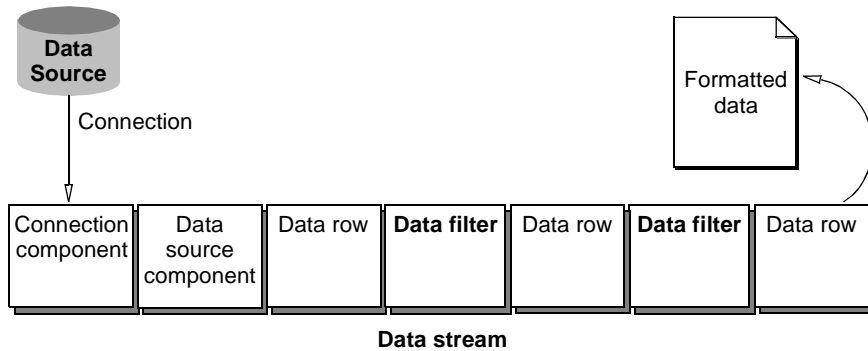 Data
Source
Connection
Formatted
data
Connection
component
Data
source
component
Data row
Data filter
Data row
Data filter
Data row
Data stream